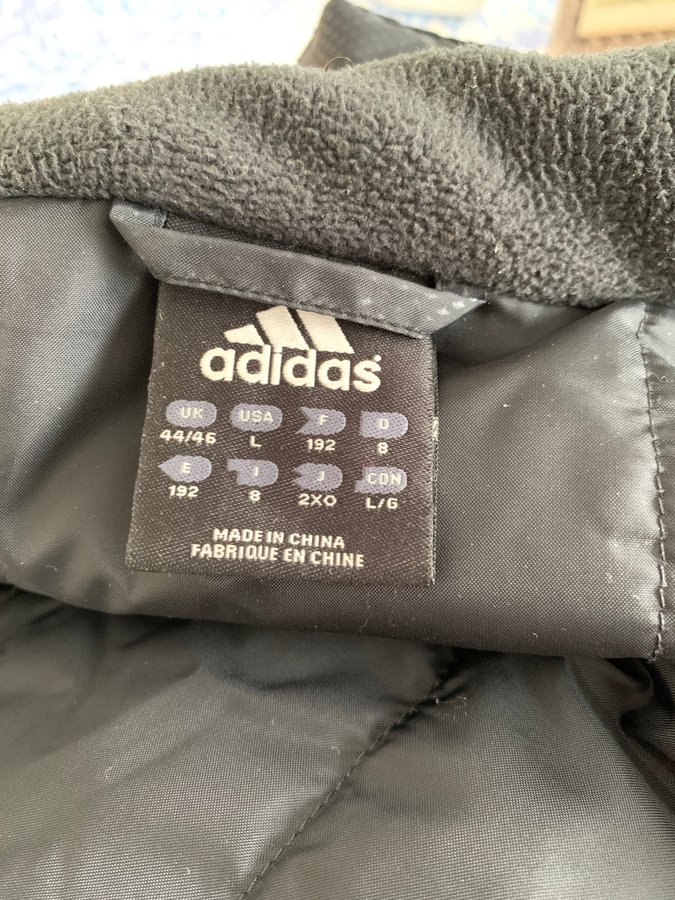 adidas
UK USA F D
44/46 L 192 8
E I J CDN
192 8 2XO L/G
MADE IN CHINA
FABRIQUE EN CHINE